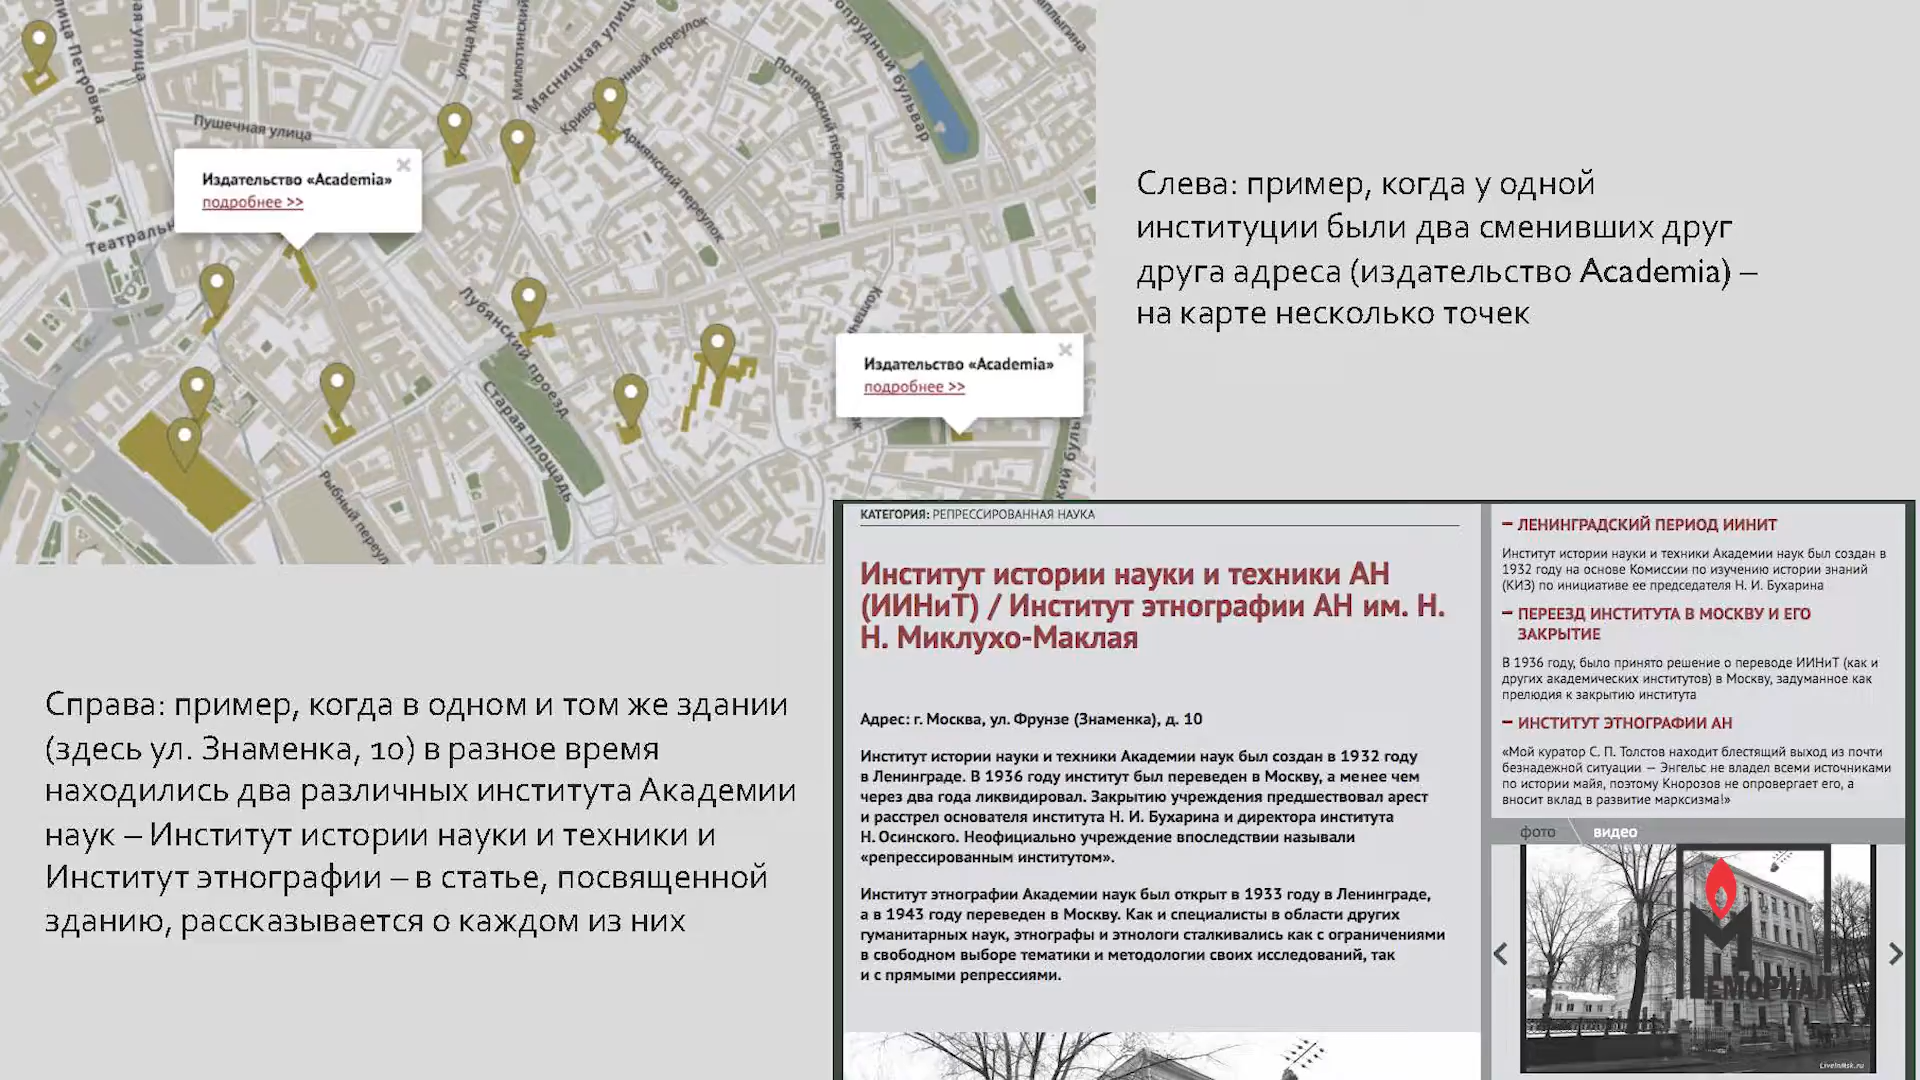 улица Петровка
улица Мала
Милютинский
Мясницкая улица
Кривоколенный переулок
Потаповский переулок
Чаплыгина
Пушечная улица
Армянский переулок
Издательство «Academia»
подробнее >>
Театральн
Лубянский проезд
Старая площадь
Рыбный переул
Издательство «Academia»
подробнее >>
Слева: пример, когда у одной
институции были два сменивших друг
друга адреса (издательство Academia) –
на карте несколько точек
Справа: пример, когда в одном и том же здании
(здесь ул. Знаменка, 10) в разное время
находились два различных института Академии
наук – Институт истории науки и техники и
Институт этнографии – в статье, посвященной
зданию, рассказывается о каждом из них
КАТЕГОРИЯ: РЕПРЕССИРОВАННАЯ НАУКА
Институт истории науки и техники АН
(ИИНиТ) / Институт этнографии АН им. Н.
Н. Миклухо-Маклая
Адрес: г. Москва, ул. Фрунзе (Знаменка), д. 10
Институт истории науки и техники Академии наук был создан в 1932 году
в Ленинграде. В 1936 году институт был переведен в Москву, а менее чем
через два года ликвидирован. Закрытию учреждения предшествовал арест
и расстрел основателя института Н. И. Бухарина и директора института
Н. Осинского. Неофициально учреждение впоследствии называли
«репрессированным институтом».
Институт этнографии Академии наук был открыт в 1933 году в Ленинграде,
а в 1943 году переведен в Москву. Как и специалисты в области других
гуманитарных наук, этнографы и этнологи сталкивались как с ограничениями
в свободном выборе тематики и методологии своих исследований, так
и с прямыми репрессиями.
– ЛЕНИНГРАДСКИЙ ПЕРИОД ИИНИТ
Институт истории науки и техники Академии наук был создан в
1932 году на основе Комиссии по изучению истории знаний
(КИЗ) по инициативе ее председателя Н. И. Бухарина
– ПЕРЕЕЗД ИНСТИТУТА В МОСКВУ И ЕГО
ЗАКРЫТИЕ
В 1936 году, было принято решение о переводе ИИНиТ (как и
других академических институтов) в Москву, задуманное как
прелюдия к закрытию института
– ИНСТИТУТ ЭТНОГРАФИИ АН
«Мой куратор С. П. Толстов находит блестящий выход из почти
безнадежной ситуации — Энгельс не владел всеми источниками
по истории майя, поэтому Кнорозов не опровергает его, а
вносит вклад в развитие марксизма!»
фото видео
МЕМОРИАЛ
LiveinMsk.ru